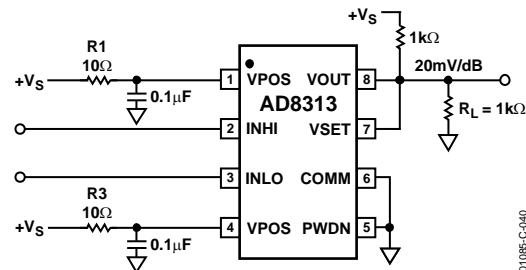 +VS
1kΩ
R1
10Ω
+VS
0.1μF
1 VPOS VOUT 8
20mV/dB
AD8313
2 INHI VSET 7
RL = 1kΩ
3 INLO COMM 6
R3
10Ω
+VS
4 VPOS PWDN 5
0.1μF
01085-C-040